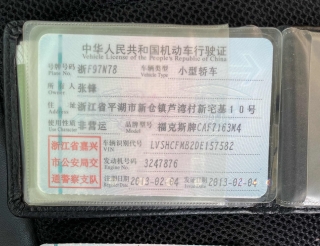 中华人民共和国机动车行驶证
Vehicle License of the People's Republic of China
号牌号码 浙F97N78 车辆类型 小型轿车
Plate No. Vehicle Type
所有人 张锋
Owner
住址 浙江省平湖市新仓镇芦湾村新宅基10号
Address
使用性质 非营运 品牌型号 福克斯牌CAF7163M4
Use Character Model
浙江省嘉兴 车辆识别代号 LVSHCFMB2DE157582
VIN
市公安局交 发动机号码 3247876
Engine No.
通警察支队 注册日期 2013-02-04 发证日期 2013-02-04
Register Date Issue Date